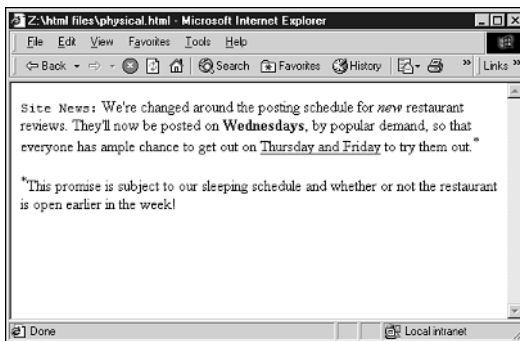 Z:\html files\physical.html - Microsoft Internet Explorer
File Edit View Favorites Tools Help
Back Search Favorites History » Links »
Site News: We're changed around the posting schedule for new restaurant
reviews. They'll now be posted on Wednesdays, by popular demand, so that
everyone has ample chance to get out on Thursday and Friday to try them out.*
*This promise is subject to our sleeping schedule and whether or not the restaurant
is open earlier in the week!
Done Local intranet